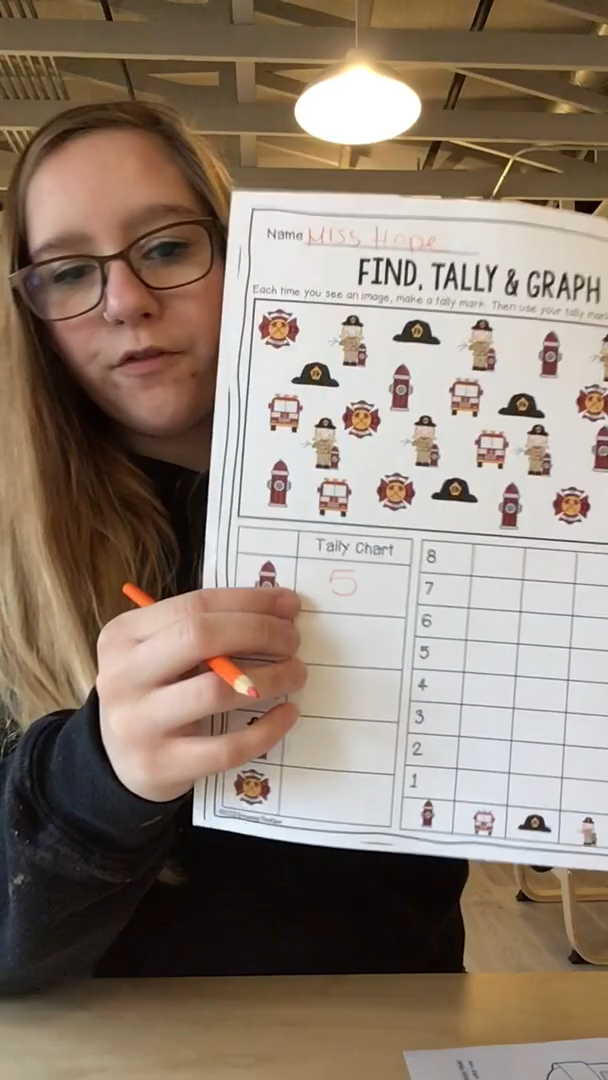 Name Miss Hope
FIND, TALLY & GRAPH
Each time you see an image, make a tally mark. Then use your tally
Tally Chart
5
8
7
6
5
4
3
2
1